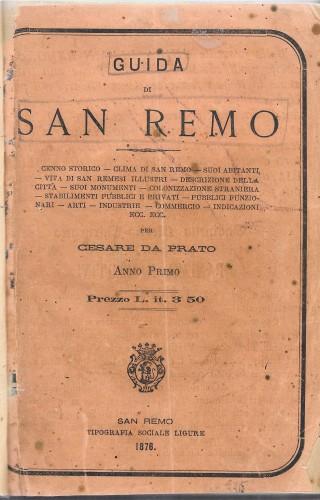 GUIDA
DI
SAN REMO
CENNO STORICO — CLIMA DI SAN REMO — SUOI ABITANTI,
— VITA DI SAN REMESI ILLUSTRI — DESCRIZIONE DELLA
CITTÀ — SUOI MONUMENTI — COLONIZZAZIONE STRANIERA
— STABILIMENTI PUBBLICI E PRIVATI — PUBBLICI FUNZIO-
NARI — ARTI — INDUSTRIE — COMMERCIO — INDICAZIONI
ECC. ECC.
PER
CESARE DA PRATO
ANNO PRIMO
Prezzo L. it. 3 50
SAN REMO
TIPOGRAFIA SOCIALE LIGURE
1876.